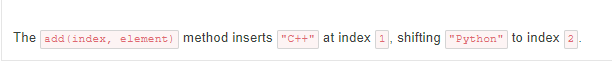 The add(index, element) method inserts "C++" at index 1, shifting "Python" to index 2.